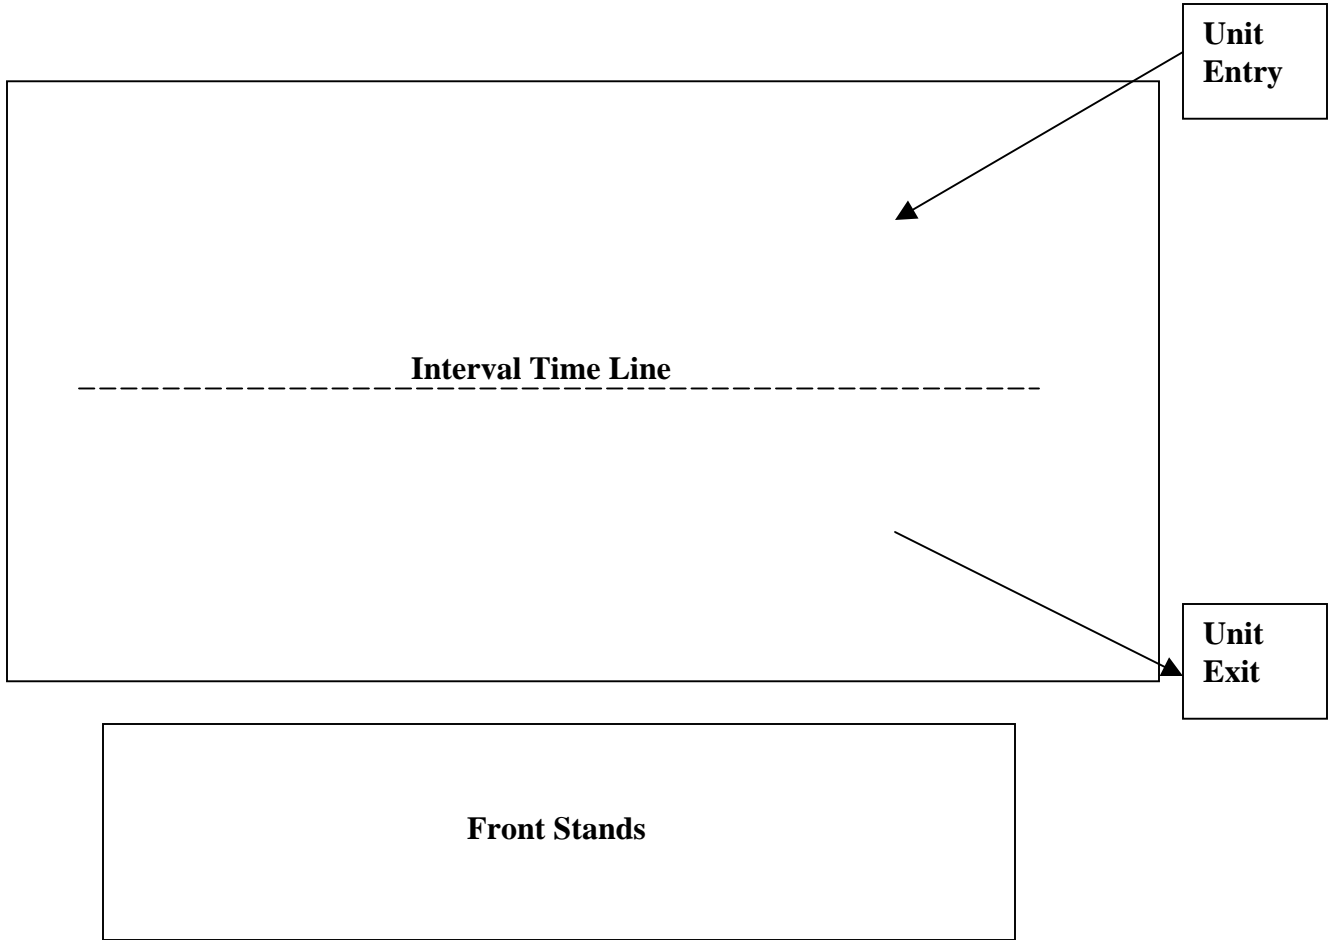 Unit
Entry
Interval Time Line
Unit
Exit
Front Stands